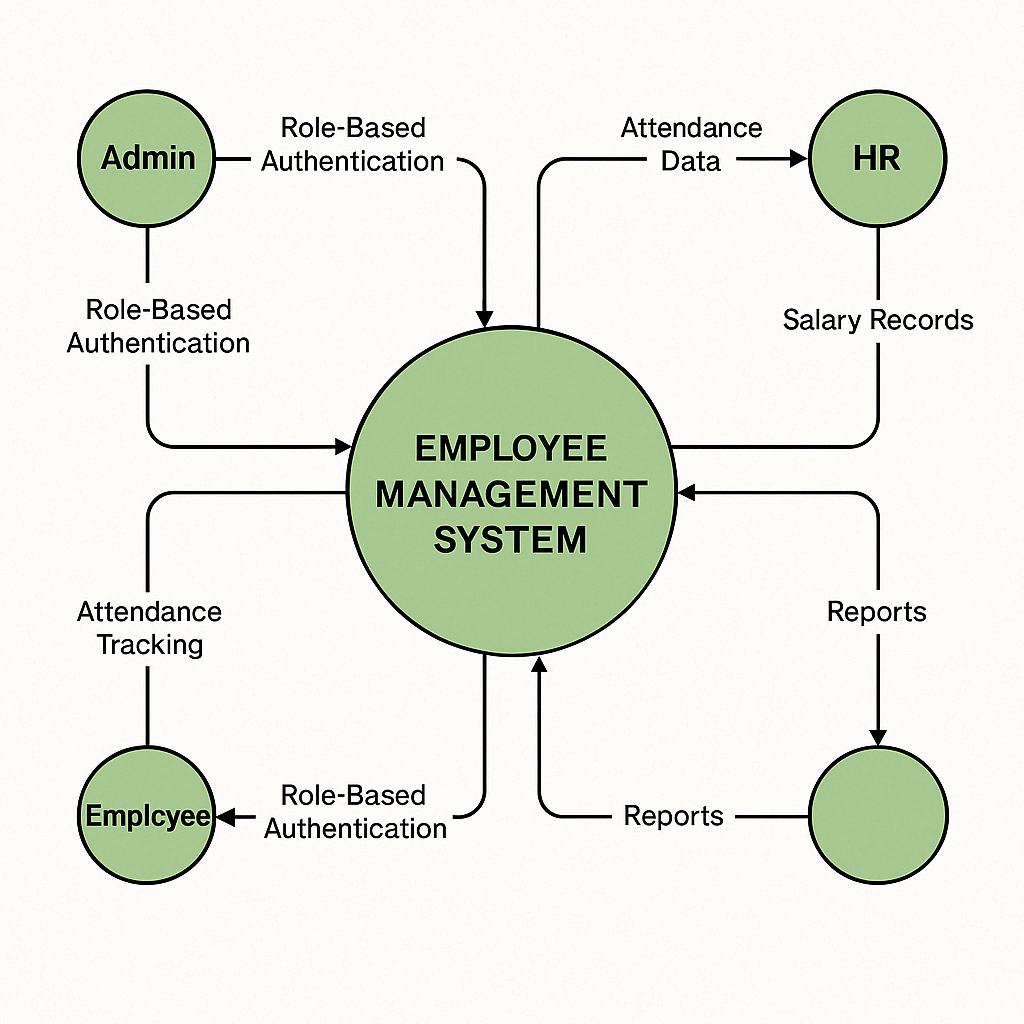 Admin
Role-Based
Authentication
Attendance
Data
HR
Role-Based
Authentication
Salary Records
EMPLOYEE
MANAGEMENT
SYSTEM
Attendance
Tracking
Reports
Emplcyee
Role-Based
Authentication
Reports